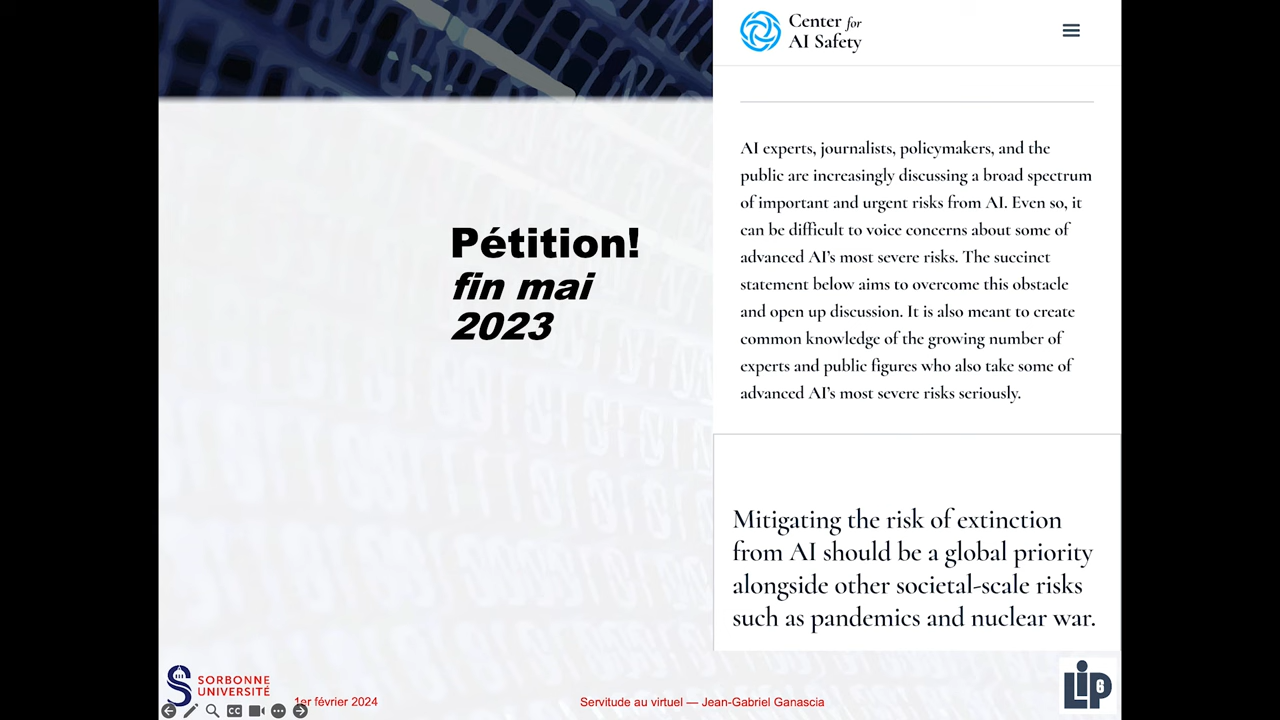 Center for
AI Safety
AI experts, journalists, policymakers, and the
public are increasingly discussing a broad spectrum
of important and urgent risks from AI. Even so, it
can be difficult to voice concerns about some of
advanced AI's most severe risks. The succinct
statement below aims to overcome this obstacle
and open up discussion. It is also meant to create
common knowledge of the growing number of
experts and public figures who also take some of
advanced AI's most severe risks seriously.
Pétition!
fin mai
2023
Mitigating the risk of extinction
from AI should be a global priority
alongside other societal-scale risks
such as pandemics and nuclear war.
SORBONNE
UNIVERSITÉ
1er février 2024
Servitude au virtuel — Jean-Gabriel Ganascia
LIP6
CC